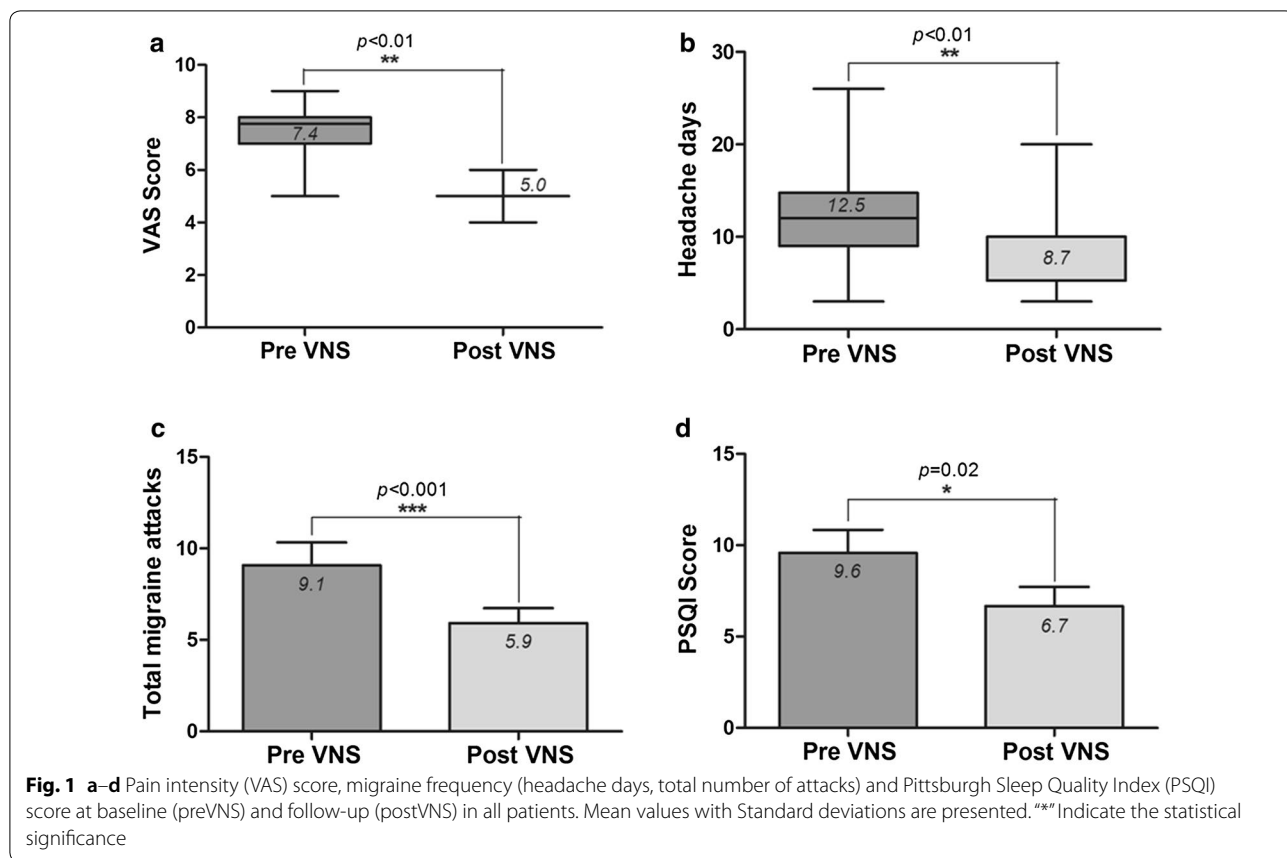 a
p<0.01
**
VAS Score
10
8
6
4
2
0
7.4
5.0
Pre VNS
Post VNS
b
p<0.01
**
Headache days
30
20
10
0
12.5
8.7
Pre VNS
Post VNS
c
p<0.001
***
Total migraine attacks
15
10
5
0
9.1
5.9
Pre VNS
Post VNS
d
p=0.02
*
PSQI Score
15
10
5
0
9.6
6.7
Pre VNS
Post VNS
Fig. 1 a–d Pain intensity (VAS) score, migraine frequency (headache days, total number of attacks) and Pittsburgh Sleep Quality Index (PSQI)
score at baseline (preVNS) and follow-up (postVNS) in all patients. Mean values with Standard deviations are presented. “*” Indicate the statistical
significance